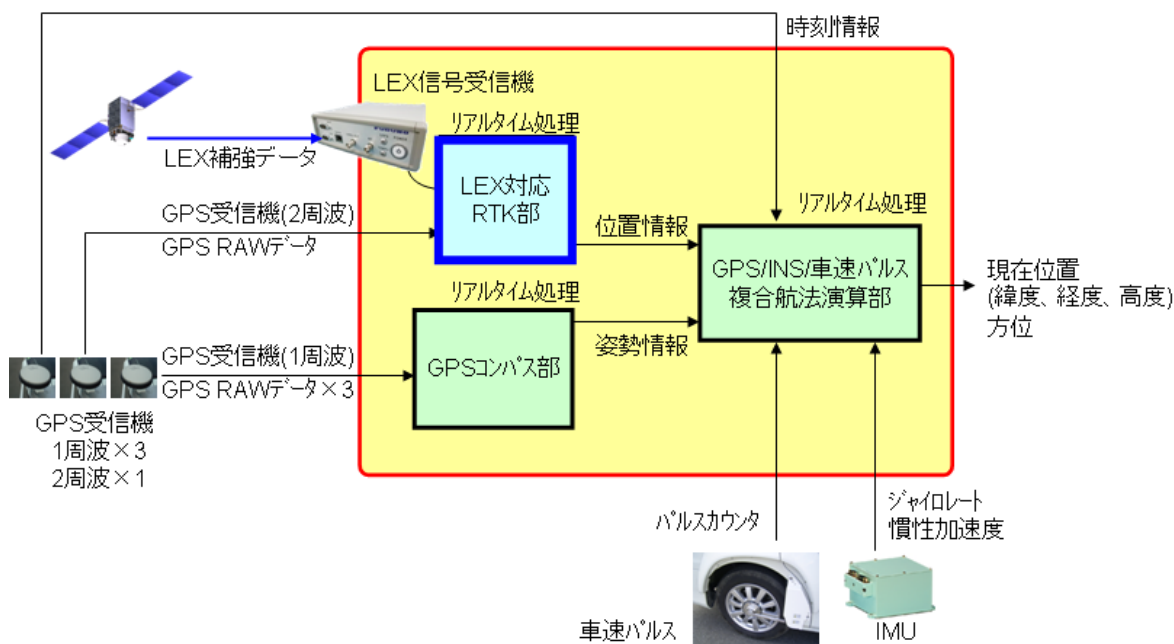 時刻情報
LEX信号受信機
リアルタイム処理
LEX補強データ
LEX対応
RTK部
GPS受信機(2周波)
GPS RAWデータ
位置情報
リアルタイム処理
GPS/INS/車速パルス
複合航法演算部
現在位置
(緯度、経度、高度)
方位
リアルタイム処理
姿勢情報
GPS受信機(1周波)
GPS RAWデータ×3
GPSコンパス部
GPS受信機
1周波×3
2周波×1
パルスカウンタ
ジャイロレート
慣性加速度
車速パルス
IMU